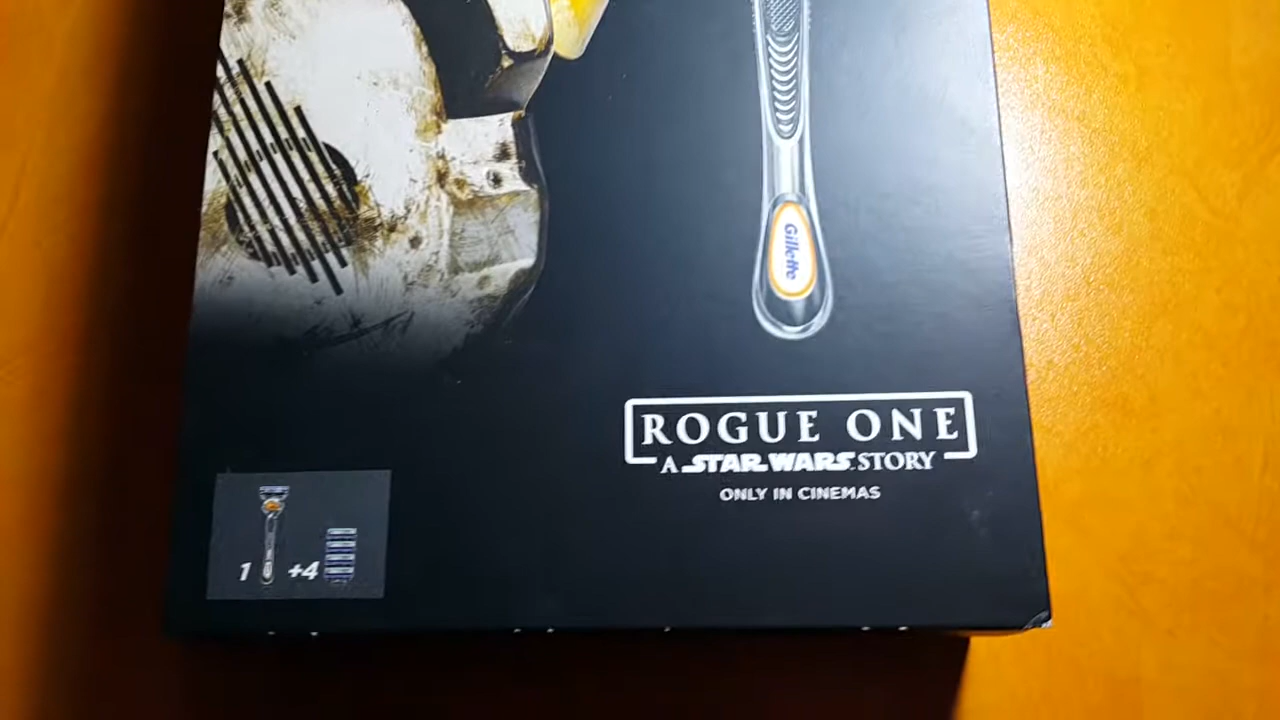 Gillette
ROGUE ONE
A STAR WARS STORY
ONLY IN CINEMAS
1 +4